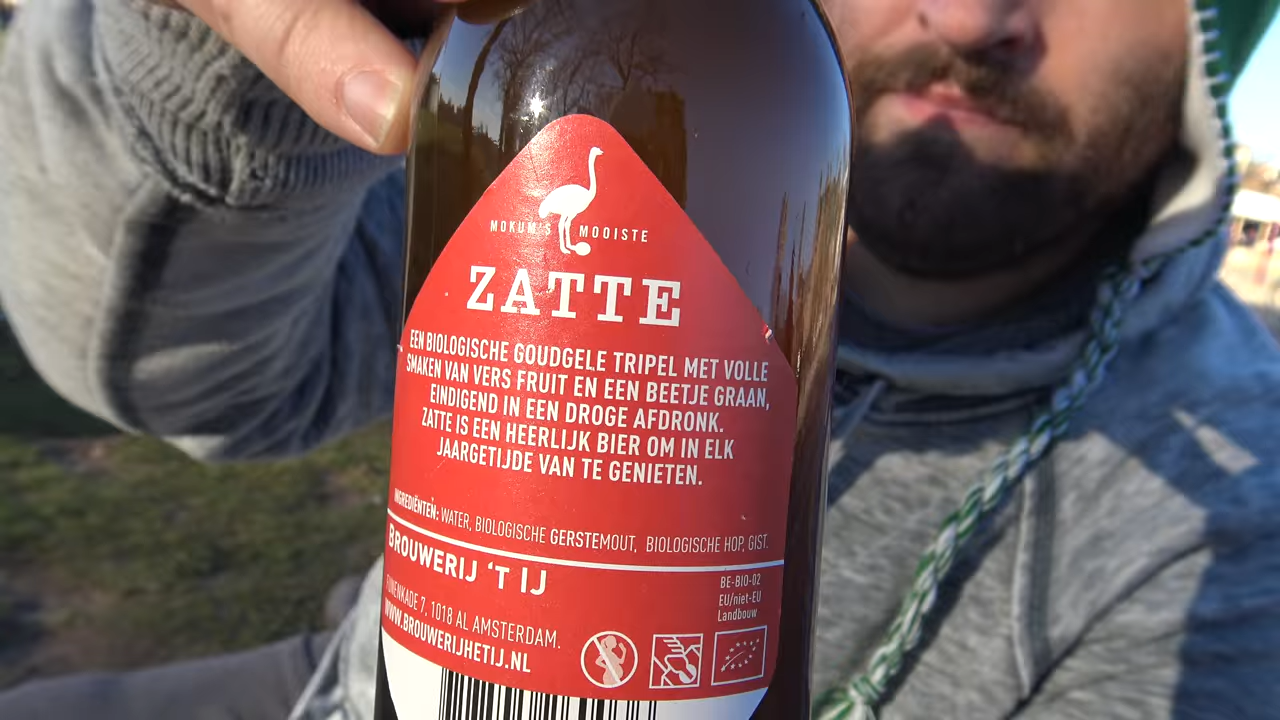 MOKUM'S MOOISTE
ZATTE
EEN BIOLOGISCHE GOUDGELE TRIPEL MET VOLLE
SMAKEN VAN VERS FRUIT EN EEN BEETJE GRAAN,
EINDIGEND IN EEN DROGE AFDRONK.
ZATTE IS EEN HEERLIJK BIER OM IN ELK
JAARGETIJDE VAN TE GENIETEN.
INGREDIËNTEN: WATER, BIOLOGISCHE GERSTEMOUT, BIOLOGISCHE HOP, GIST.
BROUWERIJ 'T IJ
7, 1018 AL AMSTERDAM.
WWW.BROUWERIJHETIJ.NL
BE-BIO-02
EU/niet-EU
Landbouw